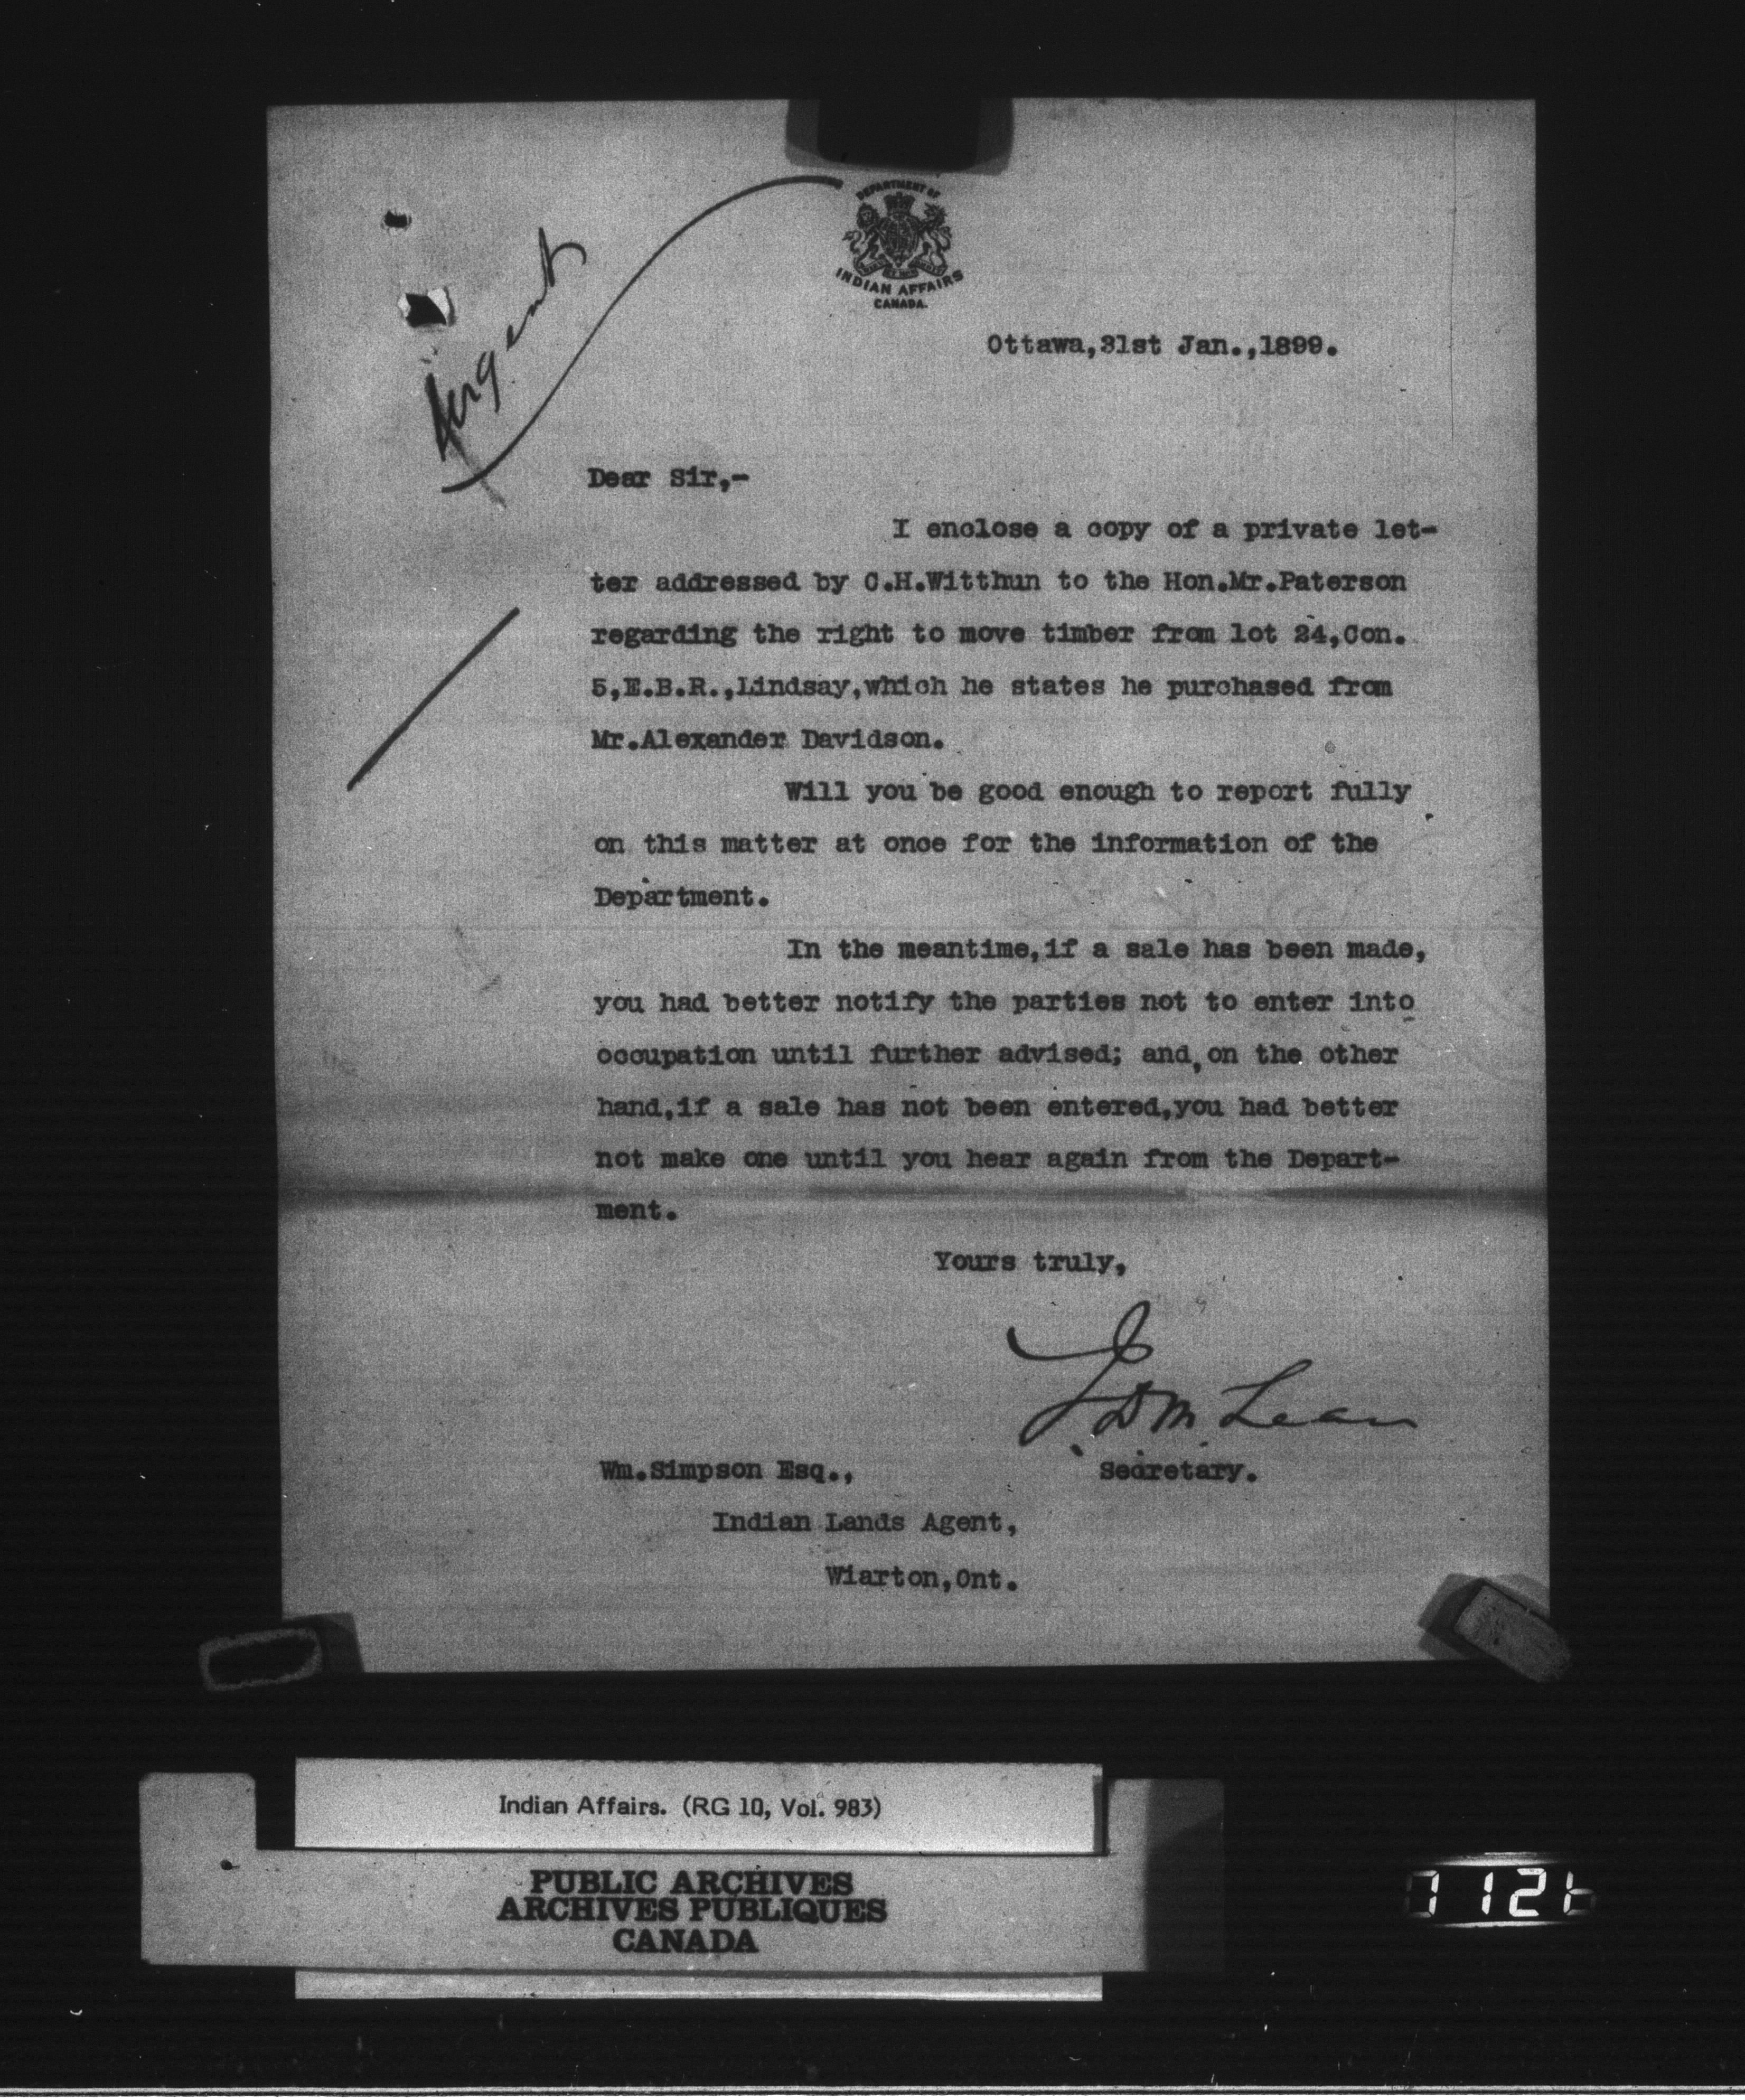 DEPARTMENT OF
INDIAN AFFAIRS
CANADA.
Urgent
Ottawa,31st Jan.,1899.
Dear Sir,-
I enclose a copy of a private let-
ter addressed by C.H.Witthun to the Hon.Mr.Paterson
regarding the right to move timber from lot 24,Con.
5,E.B.R.,Lindsay,which he states he purchased from
Mr.Alexander Davidson.
Will you be good enough to report fully
on this matter at once for the information of the
Department.
In the meantime,if a sale has been made,
you had better notify the parties not to enter into
occupation until further advised; and,on the other
hand,if a sale has not been entered,you had better
not make one until you hear again from the Depart-
ment.
Yours truly,
J D McLean
Secretary.
Wm.Simpson Esq.,
Indian Lands Agent,
Wiarton,Ont.
Indian Affairs. (RG 10, Vol. 983)
PUBLIC ARCHIVES
ARCHIVES PUBLIQUES
CANADA